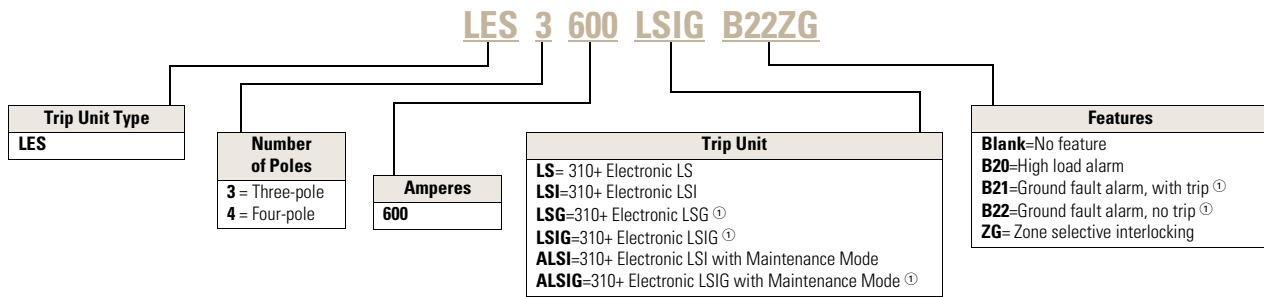 LES 3 600 LSIG B22ZG
Trip Unit Type
LES
Number
of Poles
3 = Three-pole
4 = Four-pole
Amperes
600
Trip Unit
LS= 310+ Electronic LS
LSI=310+ Electronic LSI
LSG=310+ Electronic LSG ①
LSIG=310+ Electronic LSIG ①
ALSI=310+ Electronic LSI with Maintenance Mode
ALSIG=310+ Electronic LSIG with Maintenance Mode ①
Features
Blank=No feature
B20=High load alarm
B21=Ground fault alarm, with trip ①
B22=Ground fault alarm, no trip ①
ZG= Zone selective interlocking